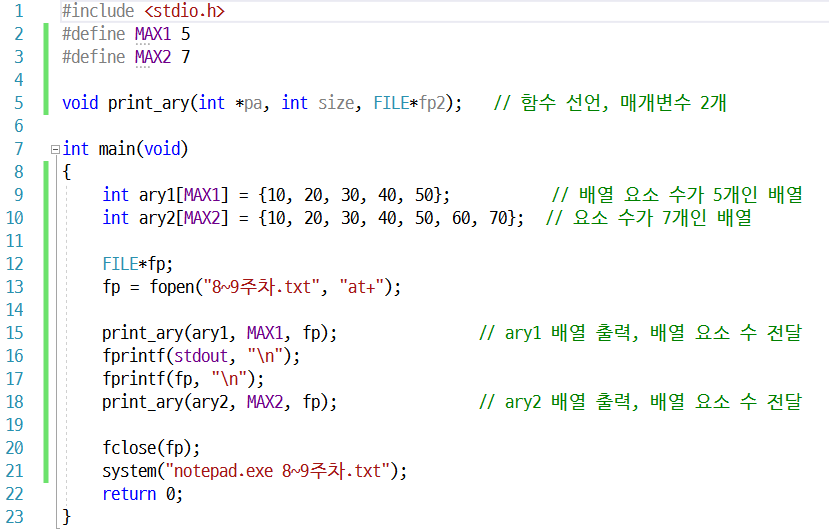 1 #include <stdio.h>
2 #define MAX1 5
3 #define MAX2 7
4
5 void print_ary(int *pa, int size, FILE*fp2);   // 함수 선언, 매개변수 2개
6
7 int main(void)
8 {
9     int ary1[MAX1] = {10, 20, 30, 40, 50};          // 배열 요소 수가 5개인 배열
10     int ary2[MAX2] = {10, 20, 30, 40, 50, 60, 70};  // 요소 수가 7개인 배열
11
12     FILE*fp;
13     fp = fopen("8~9주차.txt", "at+");
14
15     print_ary(ary1, MAX1, fp);              // ary1 배열 출력, 배열 요소 수 전달
16     fprintf(stdout, "\n");
17     fprintf(fp, "\n");
18     print_ary(ary2, MAX2, fp);              // ary2 배열 출력, 배열 요소 수 전달
19
20     fclose(fp);
21     system("notepad.exe 8~9주차.txt");
22     return 0;
23 }